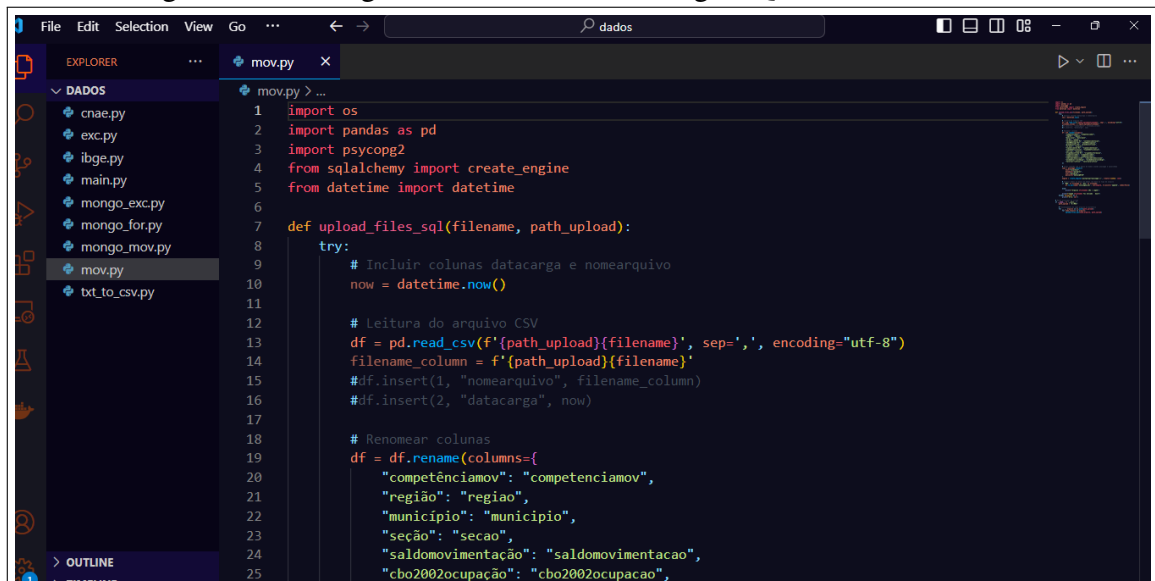 File Edit Selection View Go ··· ← → dados
EXPLORER ···
DADOS
cnae.py
exc.py
ibge.py
main.py
mongo_exc.py
mongo_for.py
mongo_mov.py
mov.py
txt_to_csv.py
OUTLINE
mov.py ×
mov.py > ...
1 import os
2 import pandas as pd
3 import psycopg2
4 from sqlalchemy import create_engine
5 from datetime import datetime
6
7 def upload_files_sql(filename, path_upload):
8 try:
9 # Incluir colunas datacarga e nomearquivo
10 now = datetime.now()
11
12 # Leitura do arquivo CSV
13 df = pd.read_csv(f'{path_upload}{filename}', sep=',', encoding="utf-8")
14 filename_column = f'{path_upload}{filename}'
15 #df.insert(1, "nomearquivo", filename_column)
16 #df.insert(2, "datacarga", now)
17
18 # Renomear colunas
19 df = df.rename(columns={
20 "competênciamov": "competenciamov",
21 "região": "regiao",
22 "município": "municipio",
23 "seção": "secao",
24 "saldomovimentação": "saldomovimentacao",
25 "cbo2002ocupação": "cbo2002ocupacao",